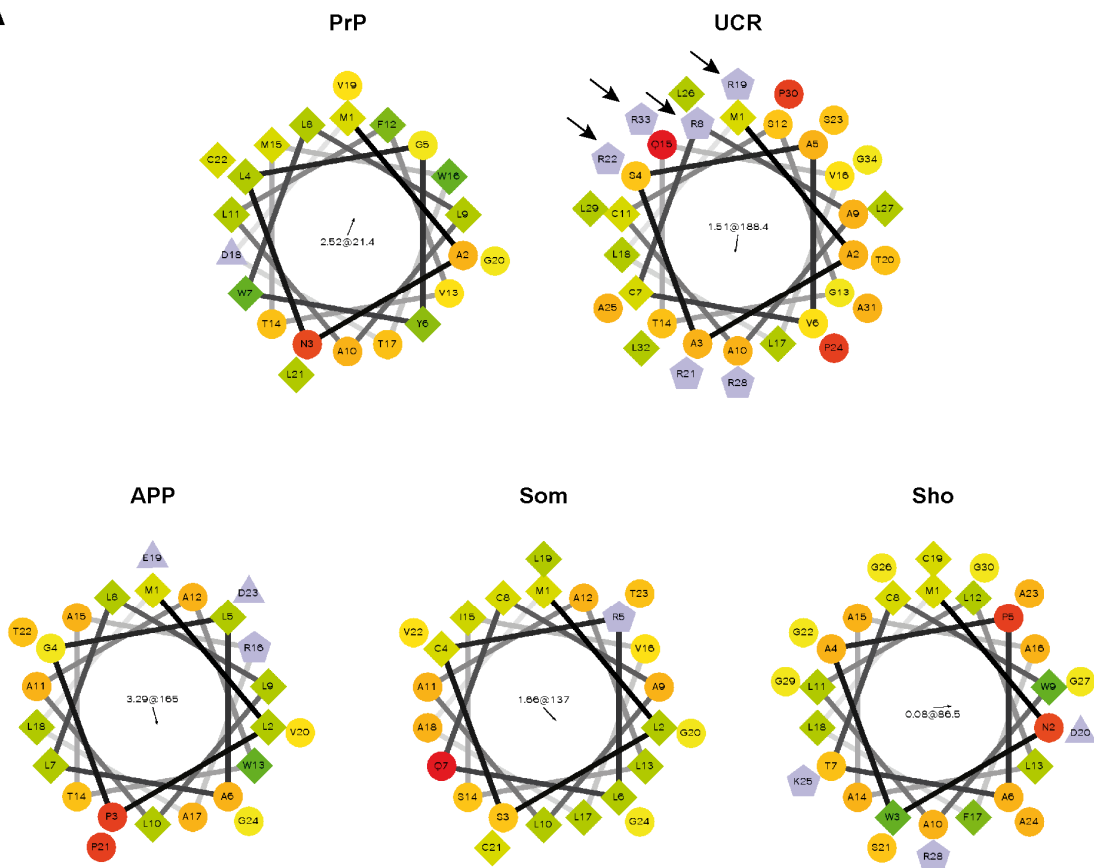 A
PrP
UCR
V19
M1
L8
F12
M15
G5
C22
L4
W16
L11
L9
D18
2.52@21.4
A2
G20
W7
V13
T14
Y6
N3
A10
T17
L21
R19
L26
P30
R33
R8
M1
S12
S23
Q15
A5
R22
S4
V16
G34
L29
C11
A9
L27
L18
1.51@188.4
A2
T20
C7
G13
A25
T14
V6
A31
L32
A3
A10
L17
P24
R21
R28
APP
Som
Sho
E19
M1
L8
A12
D23
A15
L5
T22
G4
R16
A11
L9
L18
3.29@165
L2
V20
L7
W13
T14
A6
P3
L10
A17
G24
P21
L19
M1
C8
A12
T23
I15
R5
V22
C4
V16
A11
A9
A18
1.66@137
L2
G20
Q7
L13
S14
L6
S3
L10
L17
G24
C21
C19
G26
G30
M1
C8
L12
A23
A15
P5
G22
A4
A16
G29
L11
W9
G27
L18
0.08@86.5
N2
D20
T7
L13
K25
A14
A6
W3
A10
F17
A24
S21
R28